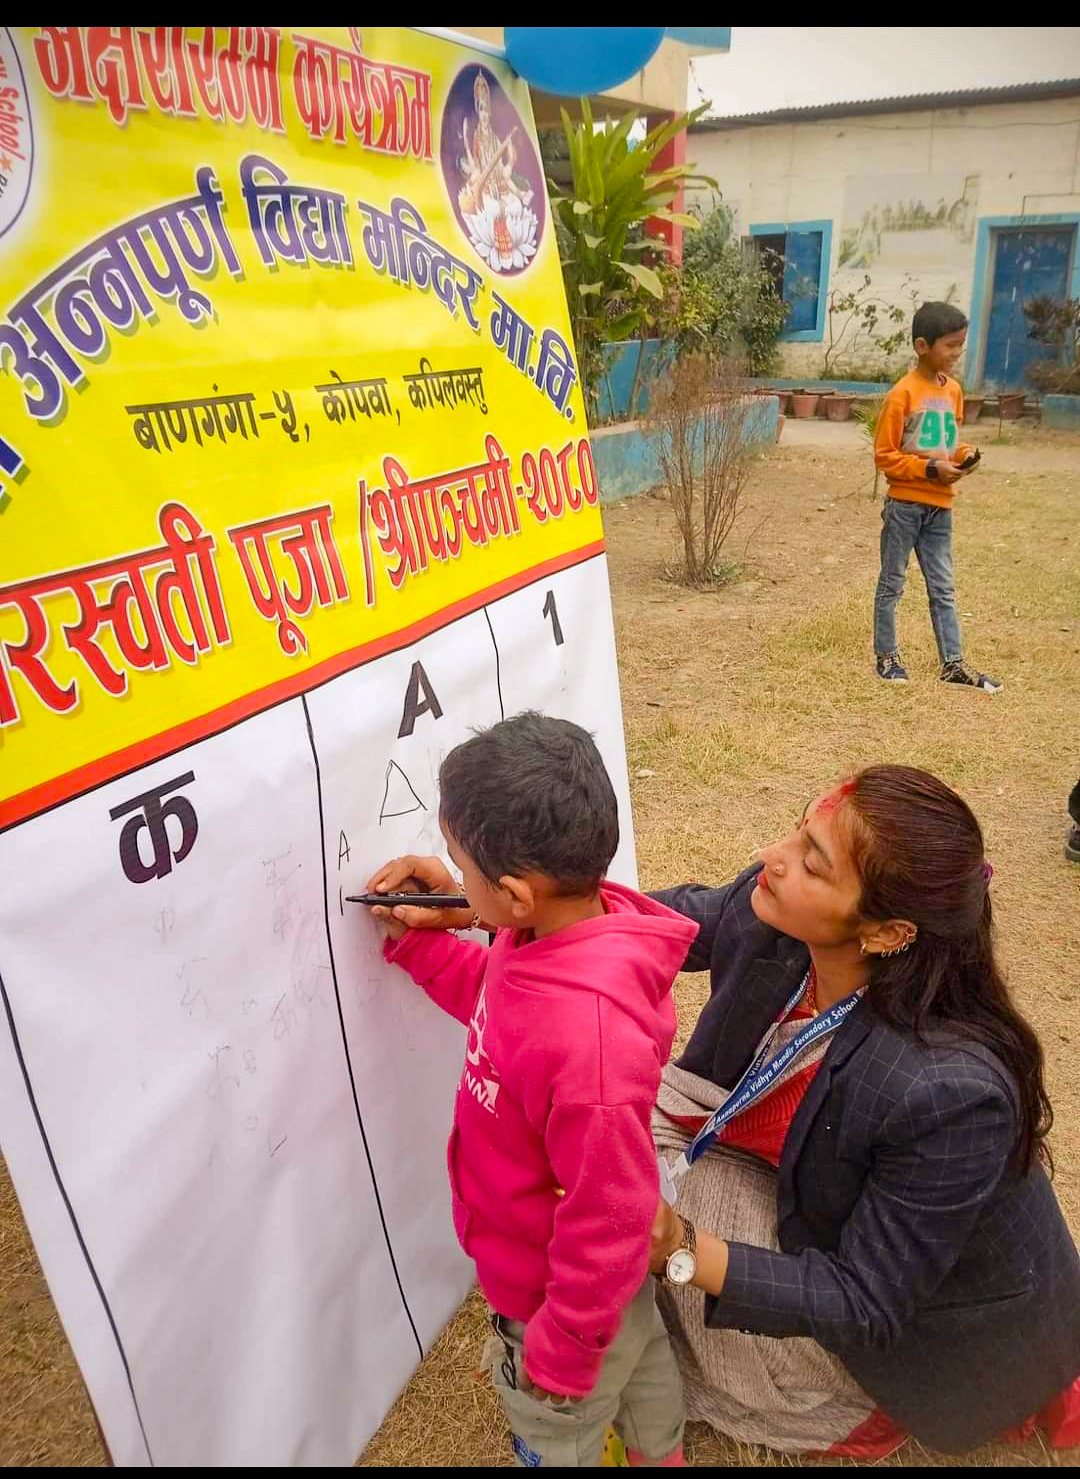 अक्षरारम्भ कार्यक्रम
अन्नपूर्ण विद्या मन्दिर मा.वि.
बाणगंगा-५, कोपवा, कपिलवस्तु
सरस्वती पूजा /श्रीपञ्चमी-२०८०
क A 1
A
School
95
Annapurna Vidhya Mandir Secondary School